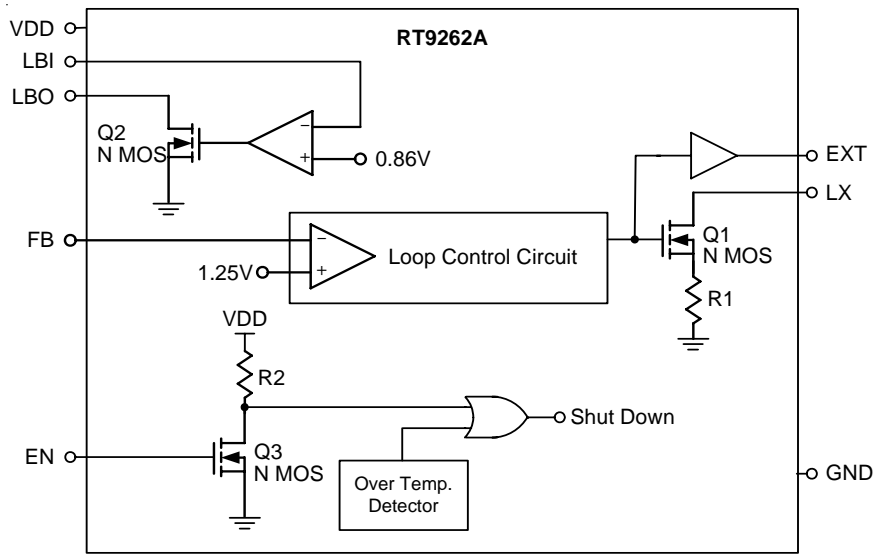 RT9262A
VDD
LBI
LBO
Q2
N MOS
−
+
0.86V
EXT
LX
FB
−
+
1.25V
Loop Control Circuit
Q1
N MOS
R1
VDD
R2
Shut Down
EN
Q3
N MOS
Over Temp.
Detector
GND